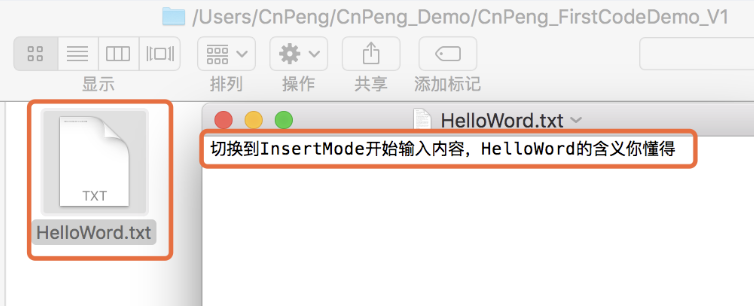 /Users/CnPeng/CnPeng_Demo/CnPeng_FirstCodeDemo_V1
显示
排列
操作
共享
添加标记
TXT
HelloWord.txt
HelloWord.txt
切换到InsertMode开始输入内容，HelloWord的含义你懂得